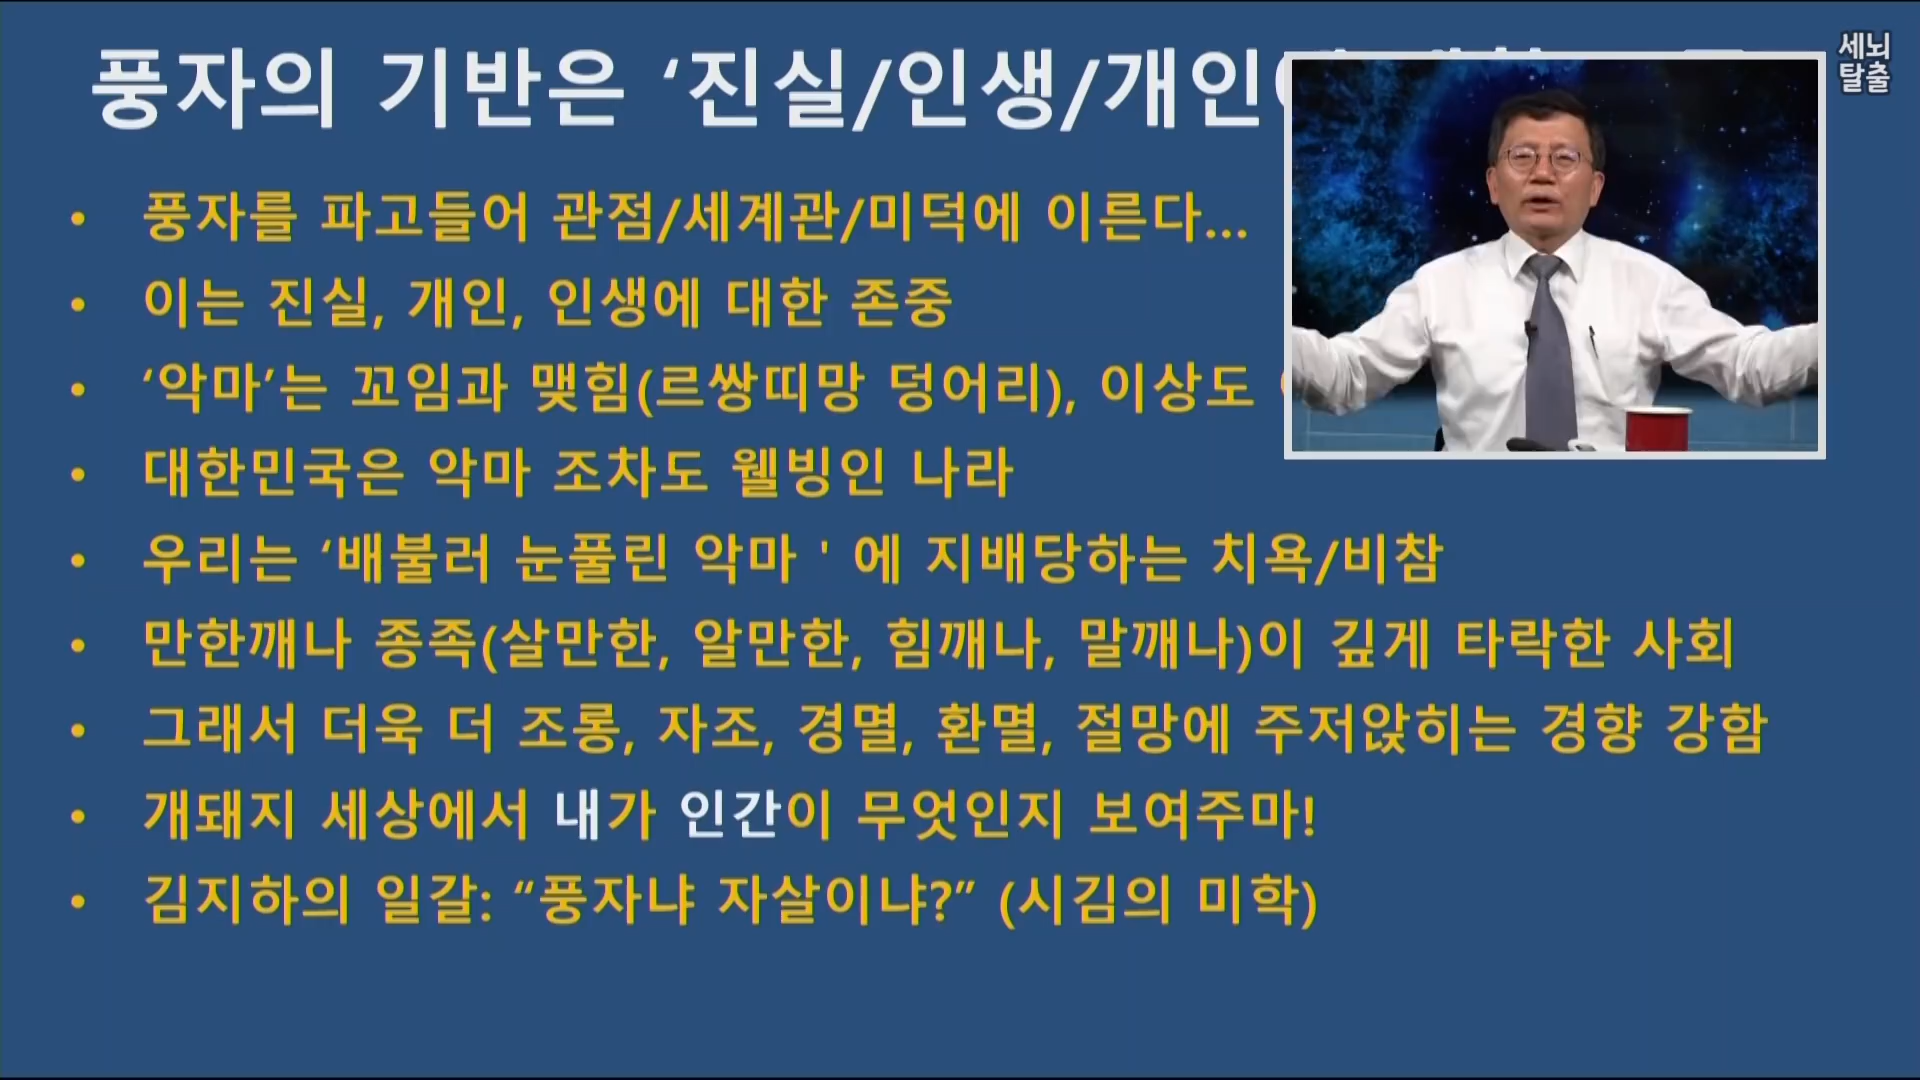 풍자의 기반은 ‘진실/인생/개인
• 풍자를 파고들어 관점/세계관/미덕에 이른다...
• 이는 진실, 개인, 인생에 대한 존중
• ‘악마’는 꼬임과 맺힘(르쌍띠망 덩어리), 이상도
• 대한민국은 악마 조차도 웰빙인 나라
• 우리는 ‘배불러 눈풀린 악마 ' 에 지배당하는 치욕/비참
• 만한깨나 종족(살만한, 알만한, 힘깨나, 말깨나)이 깊게 타락한 사회
• 그래서 더욱 더 조롱, 자조, 경멸, 환멸, 절망에 주저앉히는 경향 강함
• 개돼지 세상에서 내가 인간이 무엇인지 보여주마!
• 김지하의 일갈: “풍자냐 자살이냐?” (시김의 미학)
세뇌
탈출